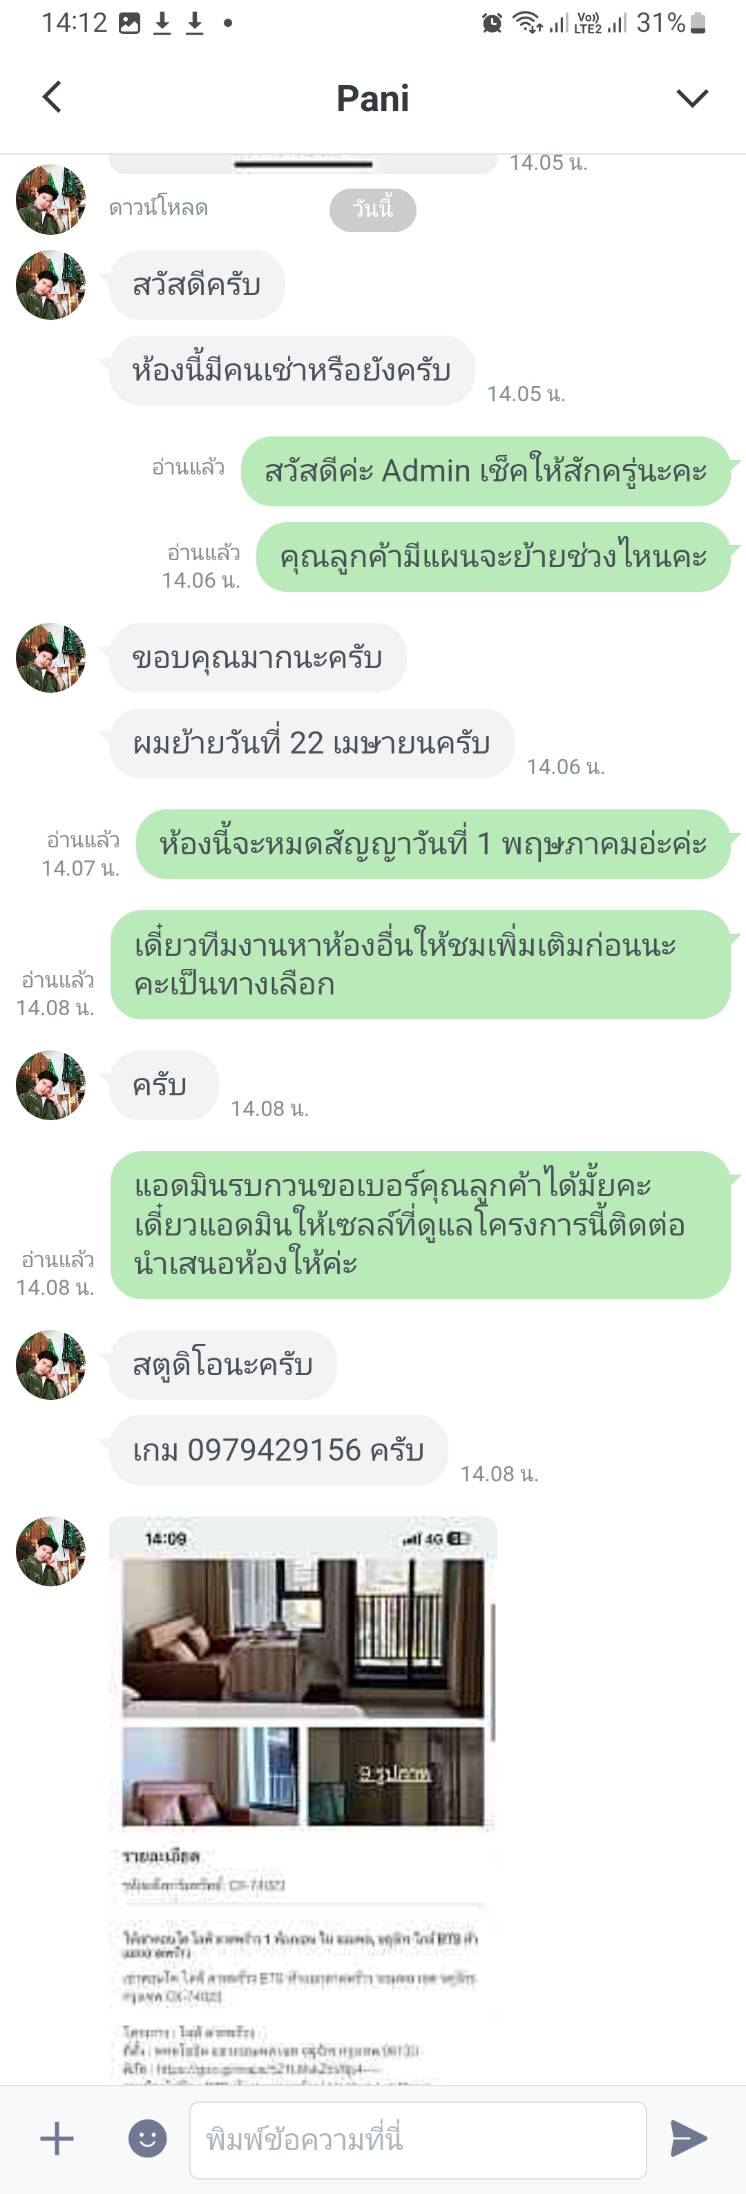 14:12
Vo))
LTE2
31%
Pani
14.05 น.
ดาวน์โหลด
วันนี้
สวัสดีครับ
ห้องนี้มีคนเช่าหรือยังครับ
14.05 น.
อ่านแล้ว
สวัสดีค่ะ Admin เช็คให้สักครู่นะคะ
อ่านแล้ว
14.06 น.
คุณลูกค้ามีแผนจะย้ายช่วงไหนคะ
ขอบคุณมากนะครับ
ผมย้ายวันที่ 22 เมษายนครับ
14.06 น.
อ่านแล้ว
14.07 น.
ห้องนี้จะหมดสัญญาวันที่ 1 พฤษภาคมอ่ะค่ะ
เดี๋ยวทีมงานหาห้องอื่นให้ชมเพิ่มเติมก่อนนะ
คะเป็นทางเลือก
อ่านแล้ว
14.08 น.
ครับ
14.08 น.
แอดมินรบกวนขอเบอร์คุณลูกค้าได้มั้ยคะ
เดี๋ยวแอดมินให้เซลล์ที่ดูแลโครงการนี้ติดต่อ
นำเสนอห้องให้ค่ะ
อ่านแล้ว
14.08 น.
สตูดิโอนะครับ
เกม 0979429156 ครับ
14.08 น.
14:09
4G
9 รูปภาพ
รายละเอียด
พิมพ์ข้อความที่นี่